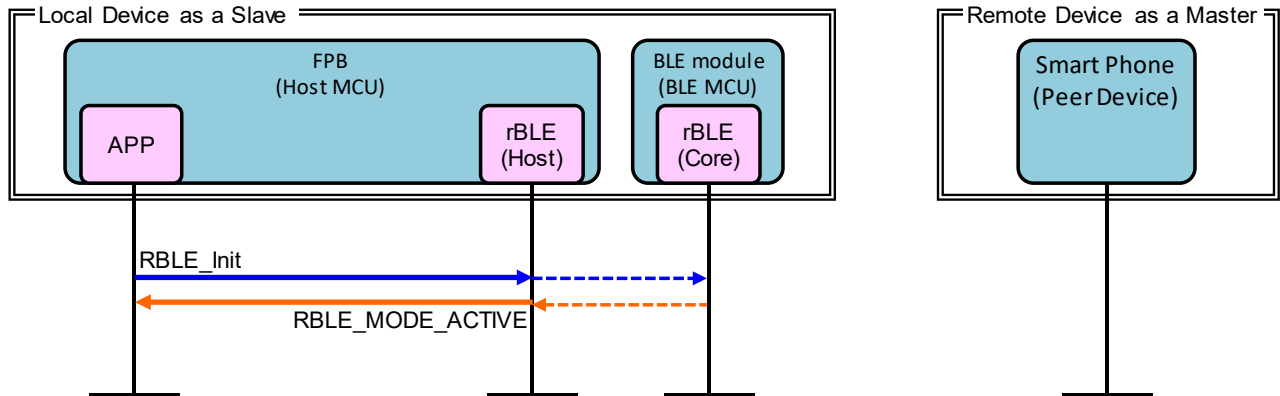 Local Device as a Slave
Remote Device as a Master
FPB
(Host MCU)
BLE module
(BLE MCU)
Smart Phone
(Peer Device)
APP
rBLE
(Host)
rBLE
(Core)
RBLE_Init
RBLE_MODE_ACTIVE